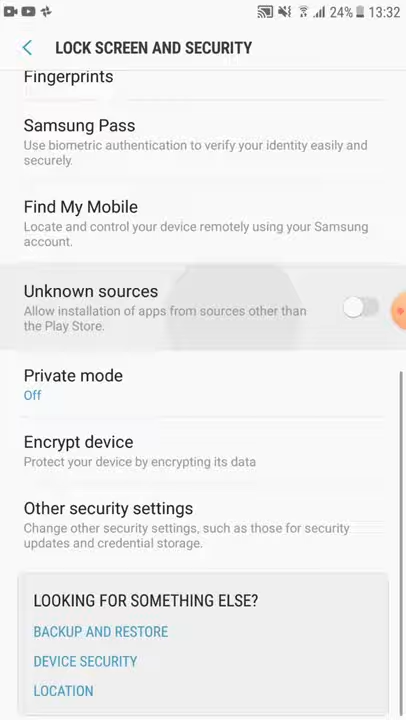 24% 13:32
LOCK SCREEN AND SECURITY
Fingerprints
Samsung Pass
Use biometric authentication to verify your identity easily and
securely.
Find My Mobile
Locate and control your device remotely using your Samsung
account.
Unknown sources
Allow installation of apps from sources other than
the Play Store.
Private mode
Off
Encrypt device
Protect your device by encrypting its data
Other security settings
Change other security settings, such as those for security
updates and credential storage.
LOOKING FOR SOMETHING ELSE?
BACKUP AND RESTORE
DEVICE SECURITY
LOCATION